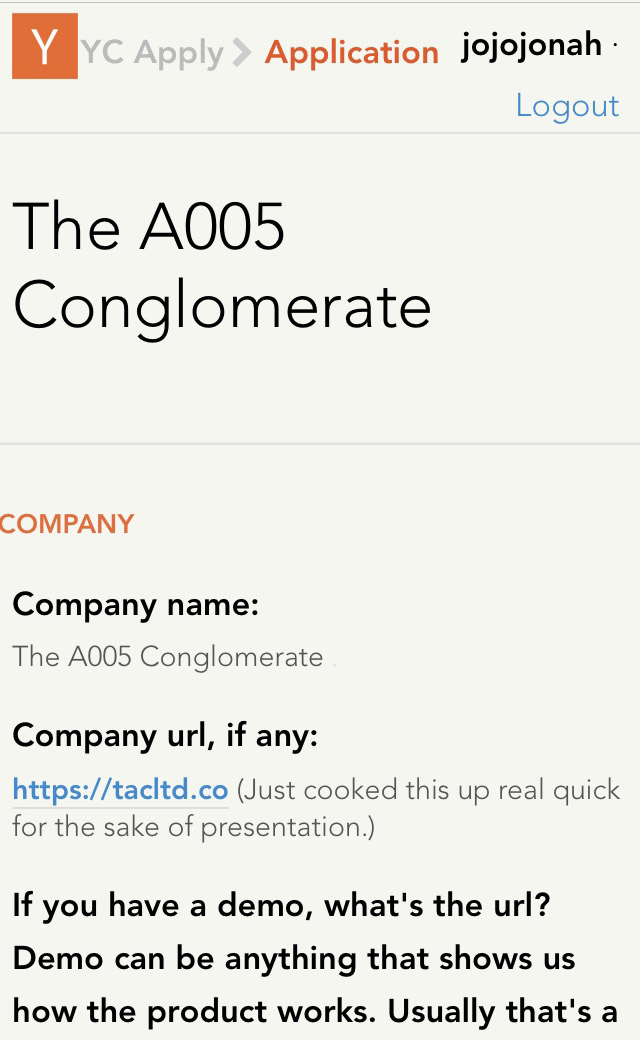 Y YC Apply > Application jojojonah ·
Logout
The A005
Conglomerate
COMPANY
Company name:
The A005 Conglomerate .
Company url, if any:
https://tacltd.co (Just cooked this up real quick
for the sake of presentation.)
If you have a demo, what's the url?
Demo can be anything that shows us
how the product works. Usually that's a